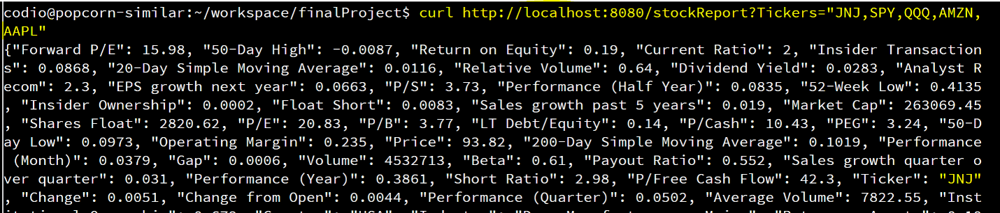 codio@popcorn-similar:~/workspace/finalProject$ curl http://localhost:8080/stockReport?Tickers="JNJ,SPY,QQQ,AMZN,
AAPL"
{"Forward P/E": 15.98, "50-Day High": -0.0087, "Return on Equity": 0.19, "Current Ratio": 2, "Insider Transaction
s": 0.0868, "20-Day Simple Moving Average": 0.0116, "Relative Volume": 0.64, "Dividend Yield": 0.0283, "Analyst R
ecom": 2.3, "EPS growth next year": 0.0663, "P/S": 3.73, "Performance (Half Year)": 0.0835, "52-Week Low": 0.4135
, "Insider Ownership": 0.0002, "Float Short": 0.0083, "Sales growth past 5 years": 0.019, "Market Cap": 263069.45
, "Shares Float": 2820.62, "P/E": 20.83, "P/B": 3.77, "LT Debt/Equity": 0.14, "P/Cash": 10.43, "PEG": 3.24, "50-D
ay Low": 0.0973, "Operating Margin": 0.235, "Price": 93.82, "200-Day Simple Moving Average": 0.1019, "Performance
(Month)": 0.0379, "Gap": 0.0006, "Volume": 4532713, "Beta": 0.61, "Payout Ratio": 0.552, "Sales growth quarter o
ver quarter": 0.031, "Performance (Year)": 0.3861, "Short Ratio": 2.98, "P/Free Cash Flow": 42.3, "Ticker": "JNJ"
, "Change": 0.0051, "Change from Open": 0.0044, "Performance (Quarter)": 0.0502, "Average Volume": 7822.55, "Inst